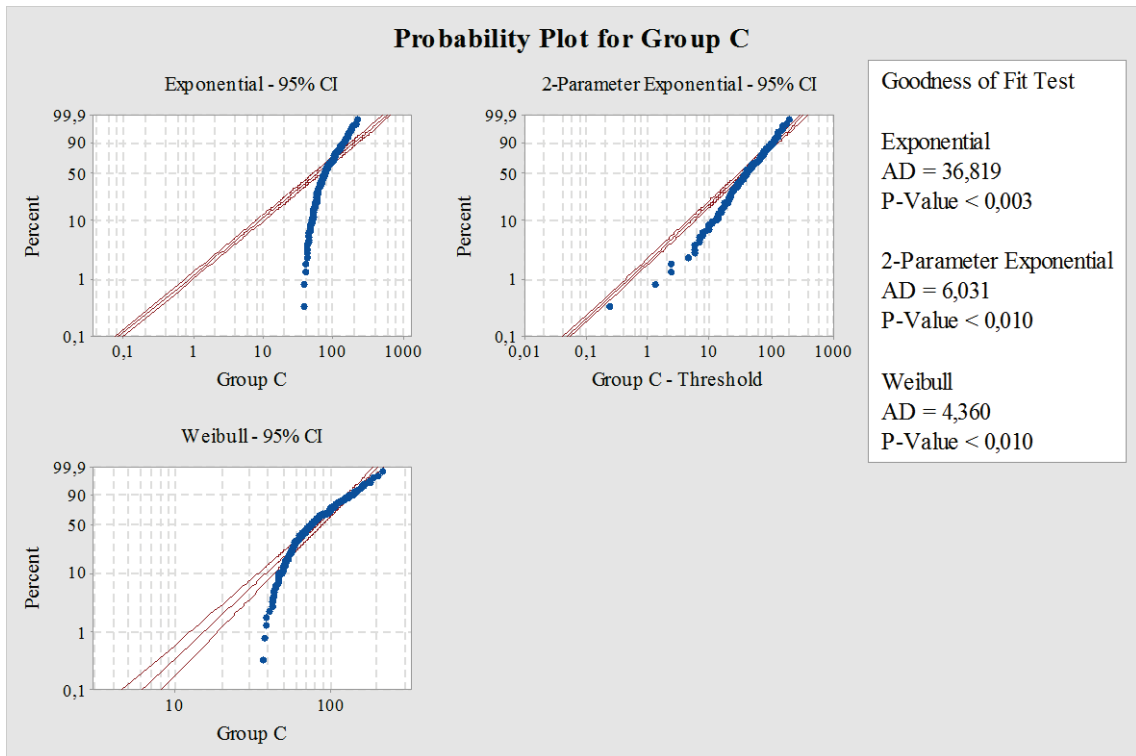 Probability Plot for Group C
Exponential - 95% CI
99,9
90
50
10
1
0,1
Percent
0,1
1
10
100
1000
Group C
2-Parameter Exponential - 95% CI
99,9
90
50
10
1
0,1
Percent
0,01
0,1
1
10
100
1000
Group C - Threshold
Goodness of Fit Test
Exponential
AD = 36,819
P-Value < 0,003
2-Parameter Exponential
AD = 6,031
P-Value < 0,010
Weibull
AD = 4,360
P-Value < 0,010
Weibull - 95% CI
99,9
90
50
10
1
0,1
Percent
10
100
Group C